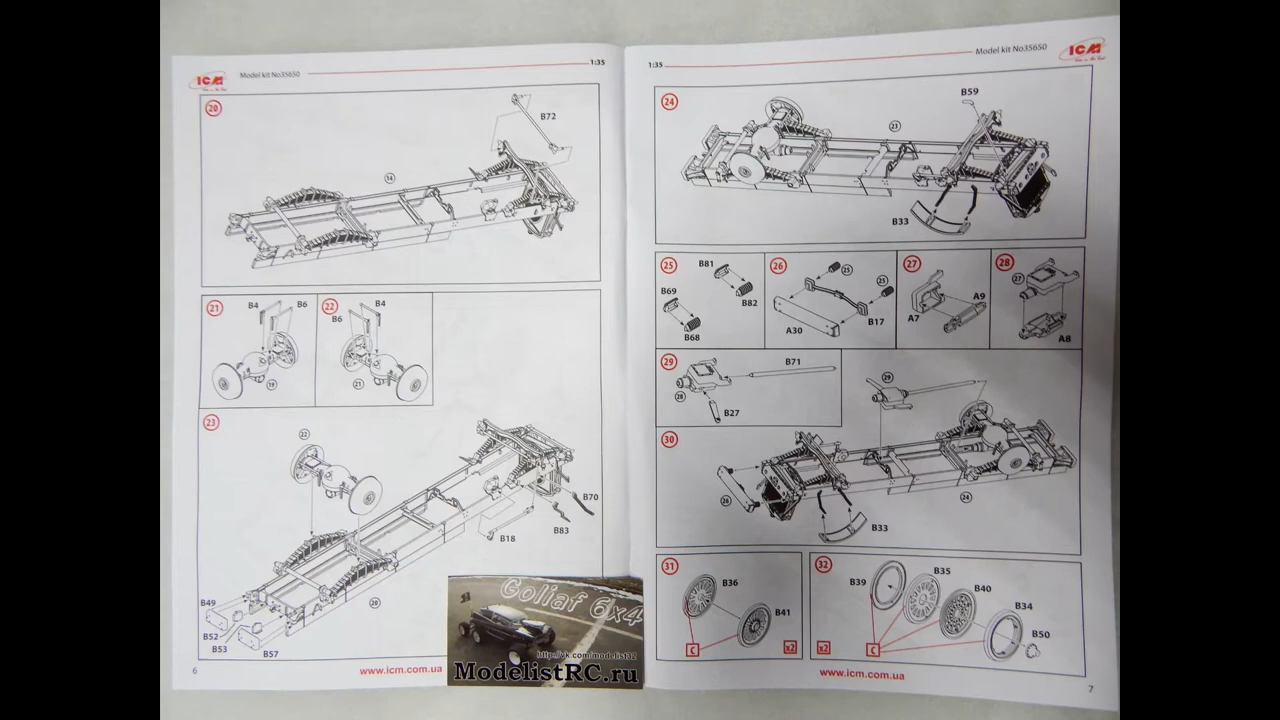 ICM
Model kit No35650
1:35
20
B72
14
21
B4
B6
19
22
B4
B6
21
23
22
B70
B83
B18
B49
B52
B53
B57
20
6
www.icm.com.ua
Goliaf 6x4
http://vk.com/modelist32
ModelistRC.ru
1:35
Model kit No35650
ICM
24
B59
23
B33
25
B81
B82
B69
B68
26
25
25
B17
A30
27
A9
A7
28
27
A8
29
B71
28
B27
29
30
26
24
B33
31
B36
B41
C
x2
32
B39
B35
B40
B34
B50
x2
C
www.icm.com.ua
7